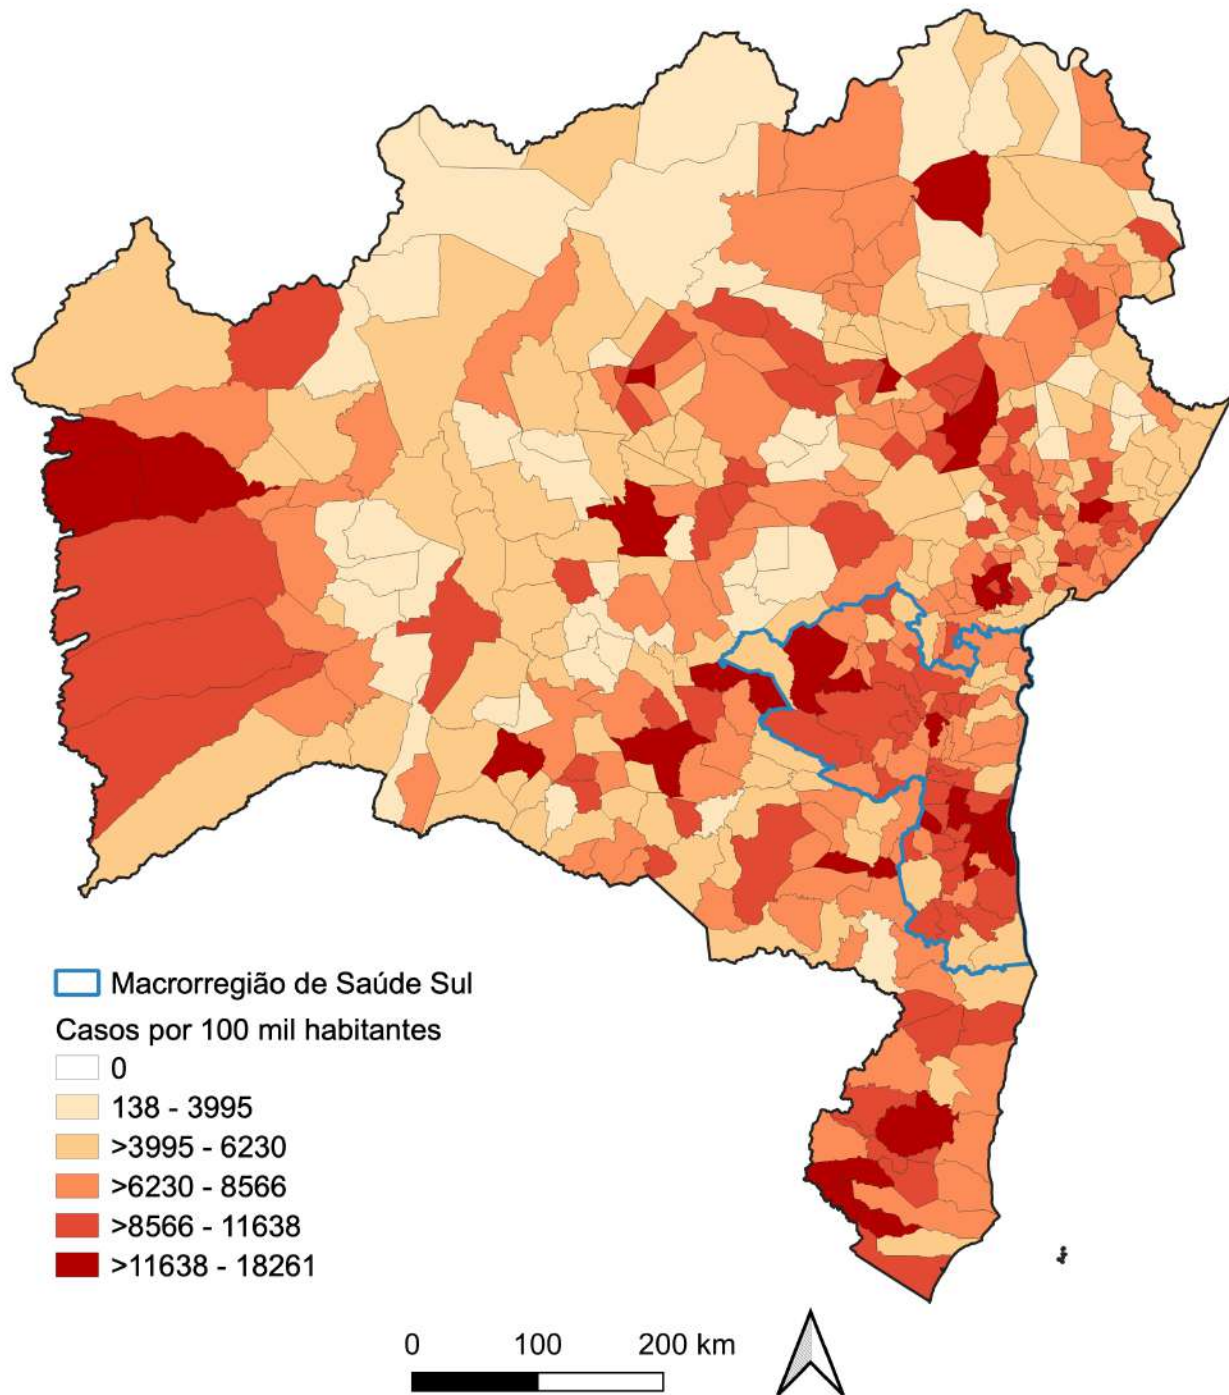 Macrorregião de Saúde Sul
Casos por 100 mil habitantes
0
138 - 3995
>3995 - 6230
>6230 - 8566
>8566 - 11638
>11638 - 18261
0 100 200 km